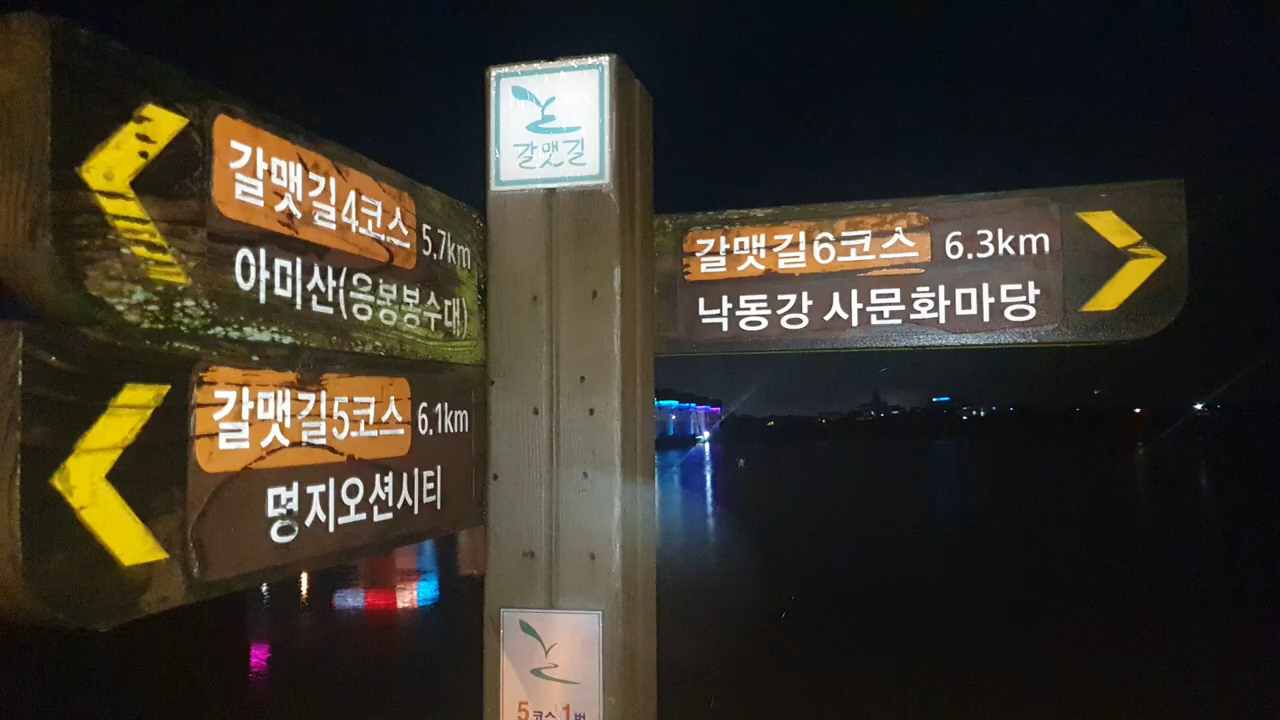 갈맷길
갈맷길4코스 5.7km
아미산(응봉봉수대)
갈맷길5코스 6.1km
명지오션시티
갈맷길6코스 6.3km
낙동강 사문화마당
5코스 1번